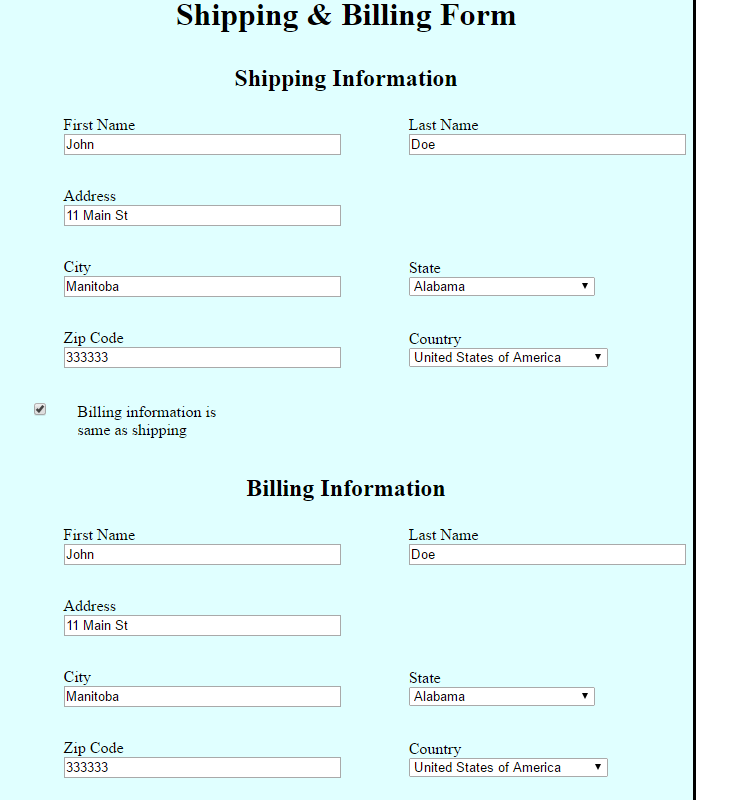 Shipping & Billing Form
Shipping Information
First Name Last Name
John Doe
Address
11 Main St
City State
Manitoba Alabama
Zip Code Country
333333 United States of America
Billing information is
same as shipping
Billing Information
First Name Last Name
John Doe
Address
11 Main St
City State
Manitoba Alabama
Zip Code Country
333333 United States of America